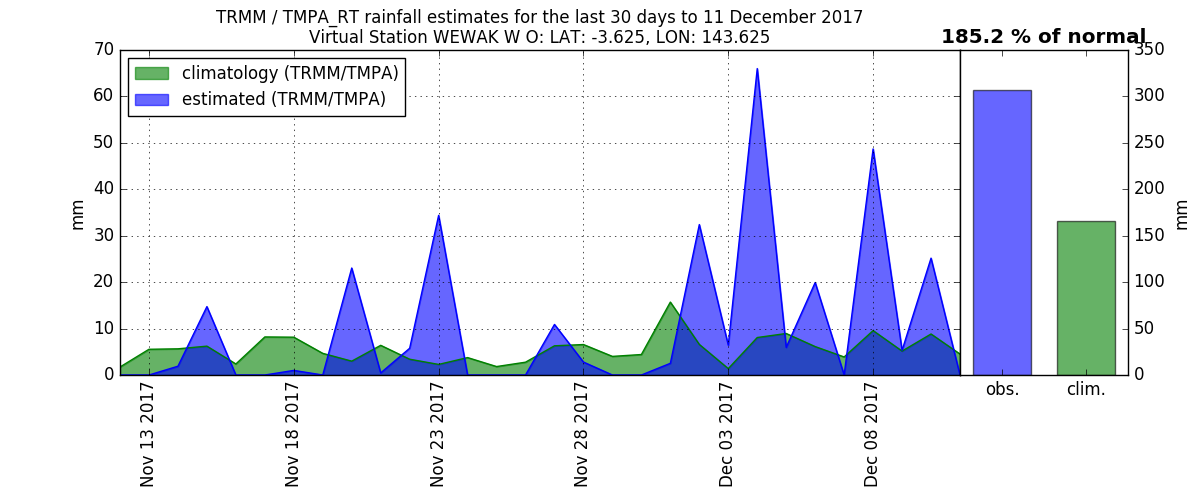 TRMM / TMPA_RT rainfall estimates for the last 30 days to 11 December 2017
Virtual Station WEWAK W O: LAT: -3.625, LON: 143.625
185.2 % of normal
climatology (TRMM/TMPA)
estimated (TRMM/TMPA)
70
60
50
40
30
20
10
0
mm
Nov 13 2017
Nov 18 2017
Nov 23 2017
Nov 28 2017
Dec 03 2017
Dec 08 2017
350
300
250
200
150
100
50
0
mm
obs.
clim.